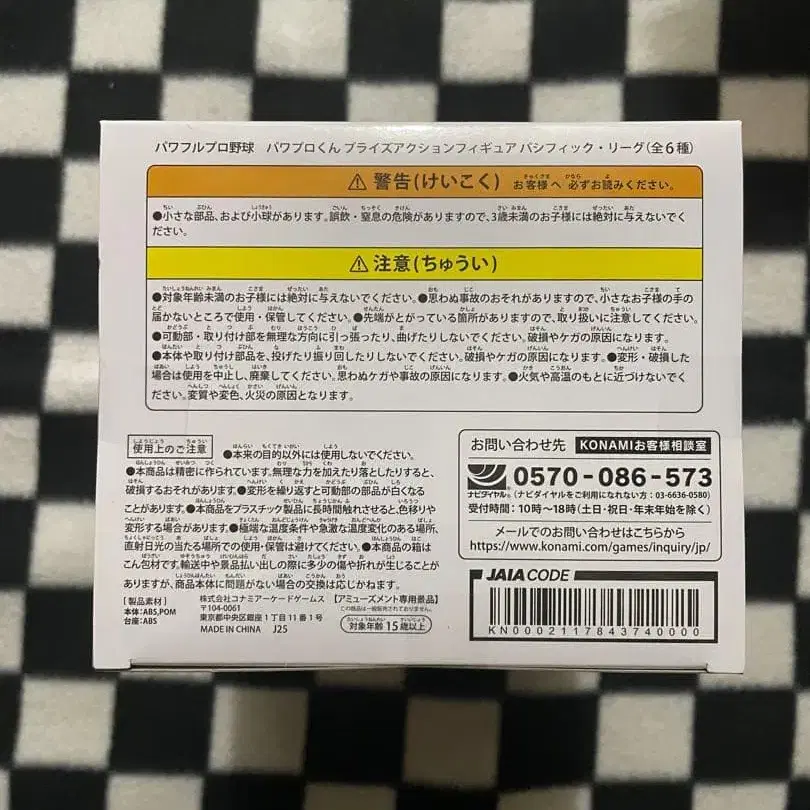 パワフルプロ野球 パワプロくん プライズアクションフィギュア パシフィック・リーグ(全6種)
⚠ 警告(けいこく) お客様へ 必ずお読みください。
●小さな部品、および小球があります。誤飲・窒息の危険がありますので、3歳未満のお子様には絶対に与えないでく
ださい。
⚠ 注意(ちゅうい)
●対象年齢未満のお子様には絶対に与えないでください。●思わぬ事故のおそれがありますので、小さなお子様の手の
届かないところで使用・保管してください。●先端がとがっている箇所がありますので、取り扱いに注意してください。
●可動部・取り付け部を無理な方向に引っ張ったり、曲げたりしないでください。破損やケガの原因になります。
●本体や取り付け部品を、投げたり振り回したりしないでください。破損やケガの原因になります。●変形・破損した
場合は使用を中止し、廃棄してください。思わぬケガや事故の原因になります。●火気や高温のもとに近づけないでく
ださい。変質や変色、火災の原因となります。
使用上のご注意 ●本来の目的以外には使用しないでください。
●本商品は精密に作られています。無理な力を加えたり落としたりすると、
破損するおそれがあります。●変形を繰り返すと可動部の部品が白くなる
ことがあります。●本商品をプラスチック製品に長時間触れさせると、色移りや
変形する場合があります。●極端な温度条件や急激な温度変化のある場所、
直射日光の当たる場所での使用・保管は避けてください。●本商品の箱は
こん包材です。輸送中や景品払い出しの際に多少の傷や折れが生じることが
ありますが、商品本体に問題がない場合の交換は応じかねます。
[製品素材]
本体:ABS,POM
台座:ABS
株式会社コナミアーケードゲームス
〒104-0061
東京都中央区銀座1丁目11番1号
MADE IN CHINA J25
【アミューズメント専用景品】
この商品は一般販売されておりません。
対象年齢15歳以上
お問い合わせ先 KONAMIお客様相談室
ナビダイヤル® 0570-086-573
(ナビダイヤルをご利用になれない方:03-6636-0580)
受付時間:10時~18時(土日・祝日・年末年始を除く)
メールでのお問い合わせはこちらから
https://www.konami.com/games/inquiry/jp/
JAIA CODE
KN00021178437400000